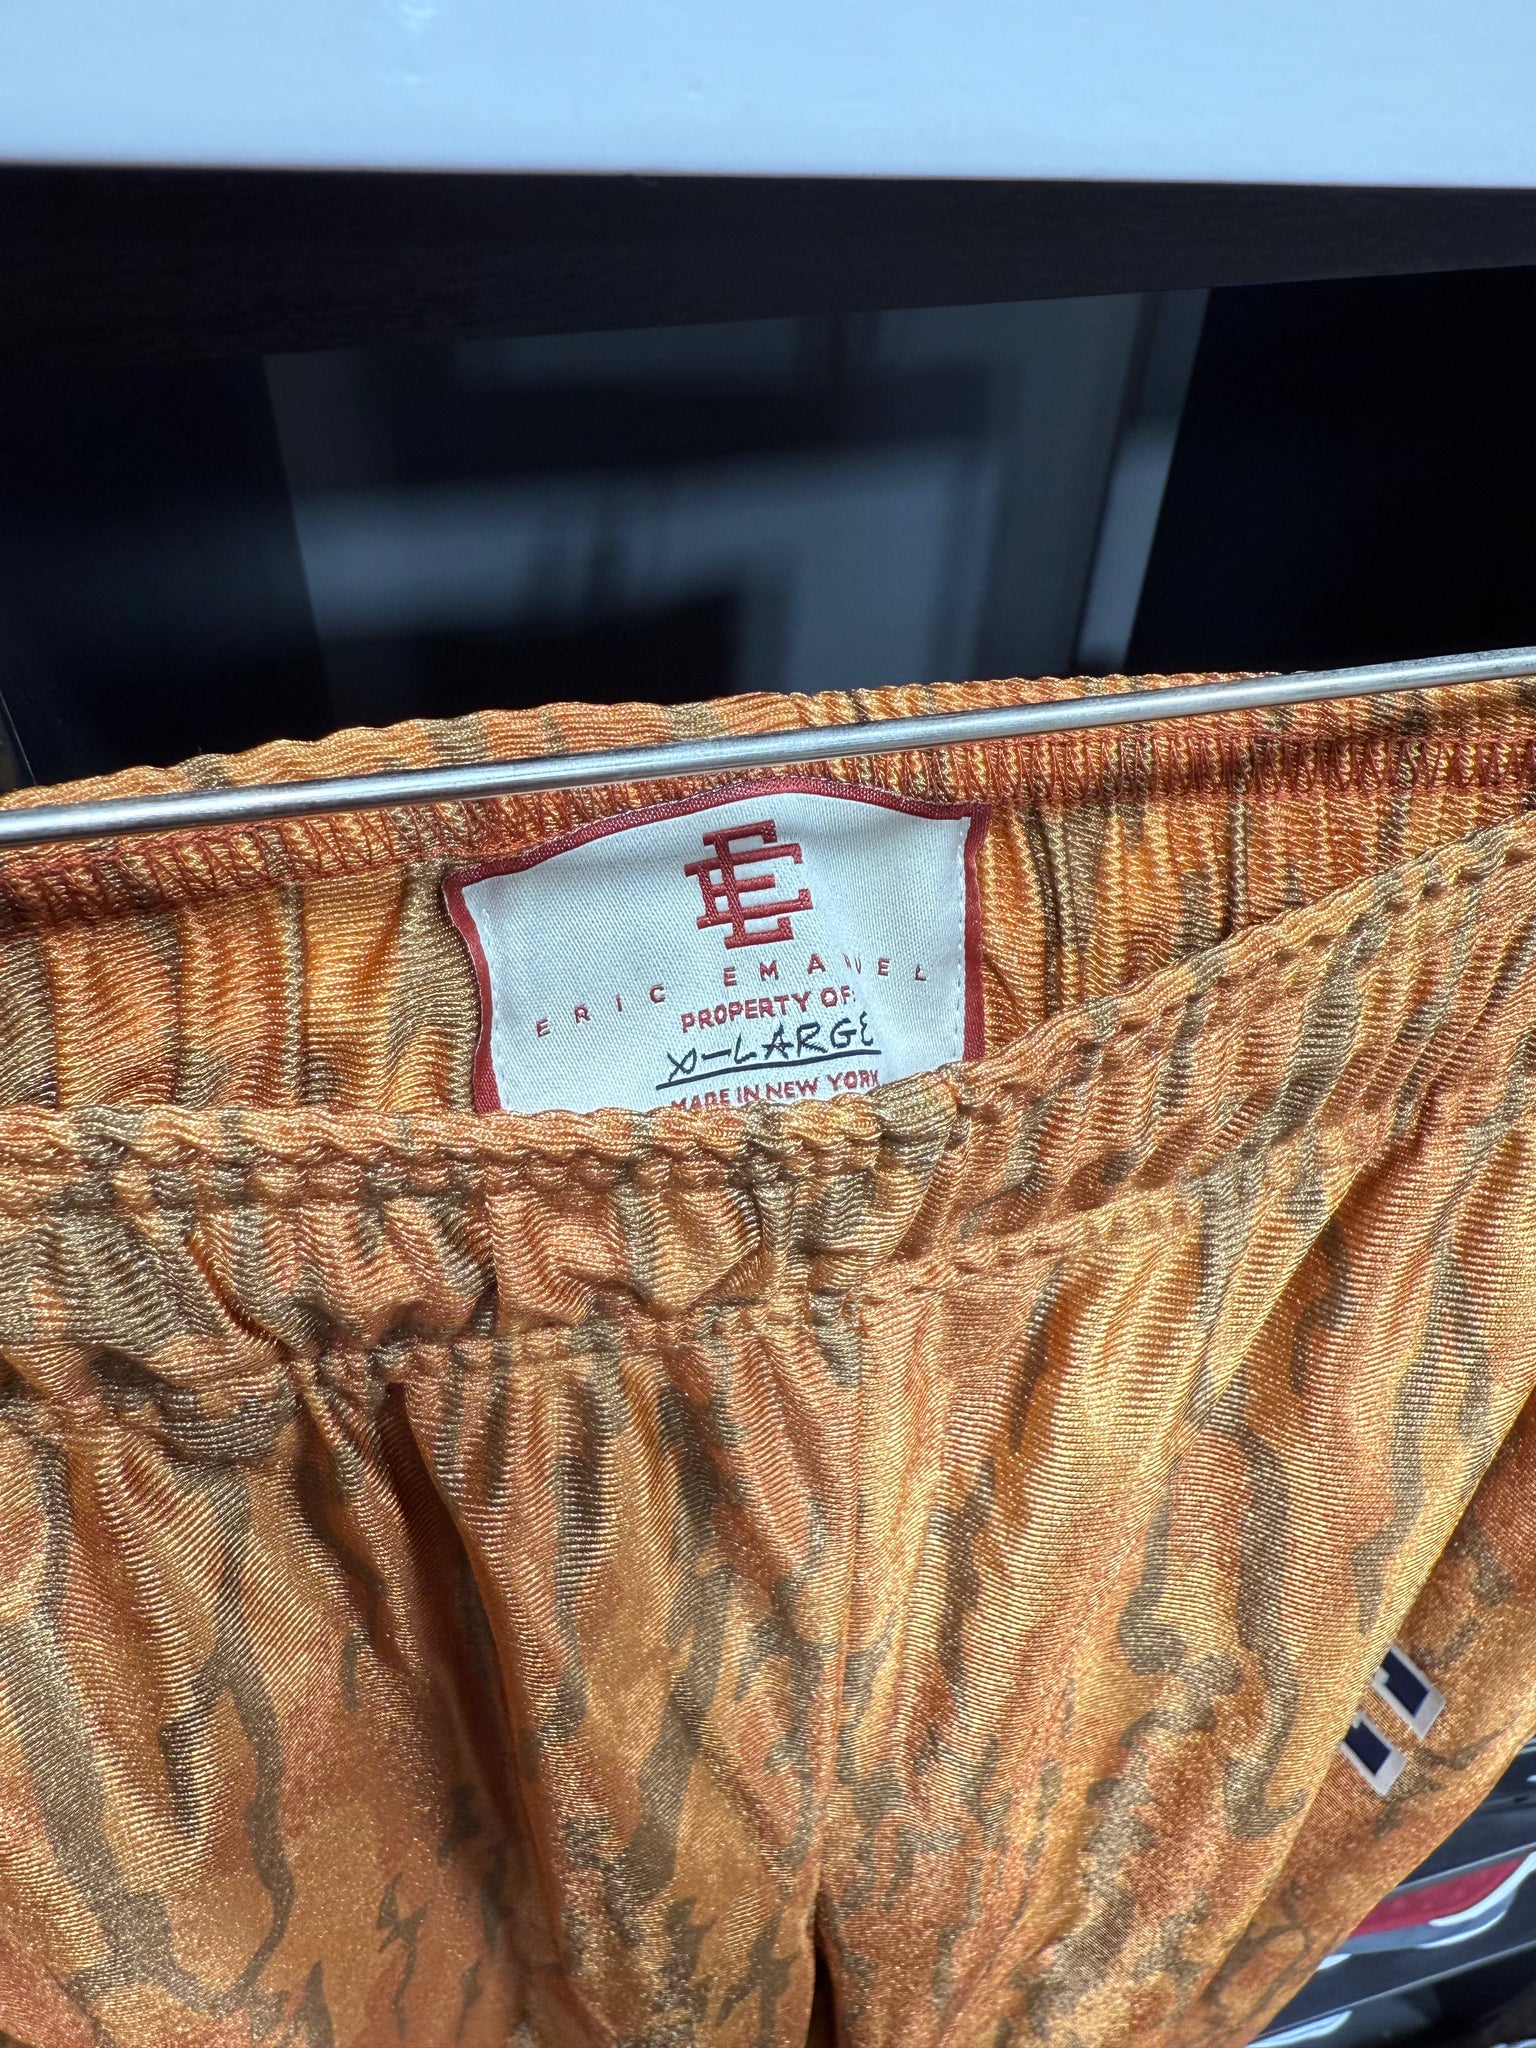 EE
ERIC EMANUEL
PROPERTY OF:
X-LARGE
MADE IN NEW YORK